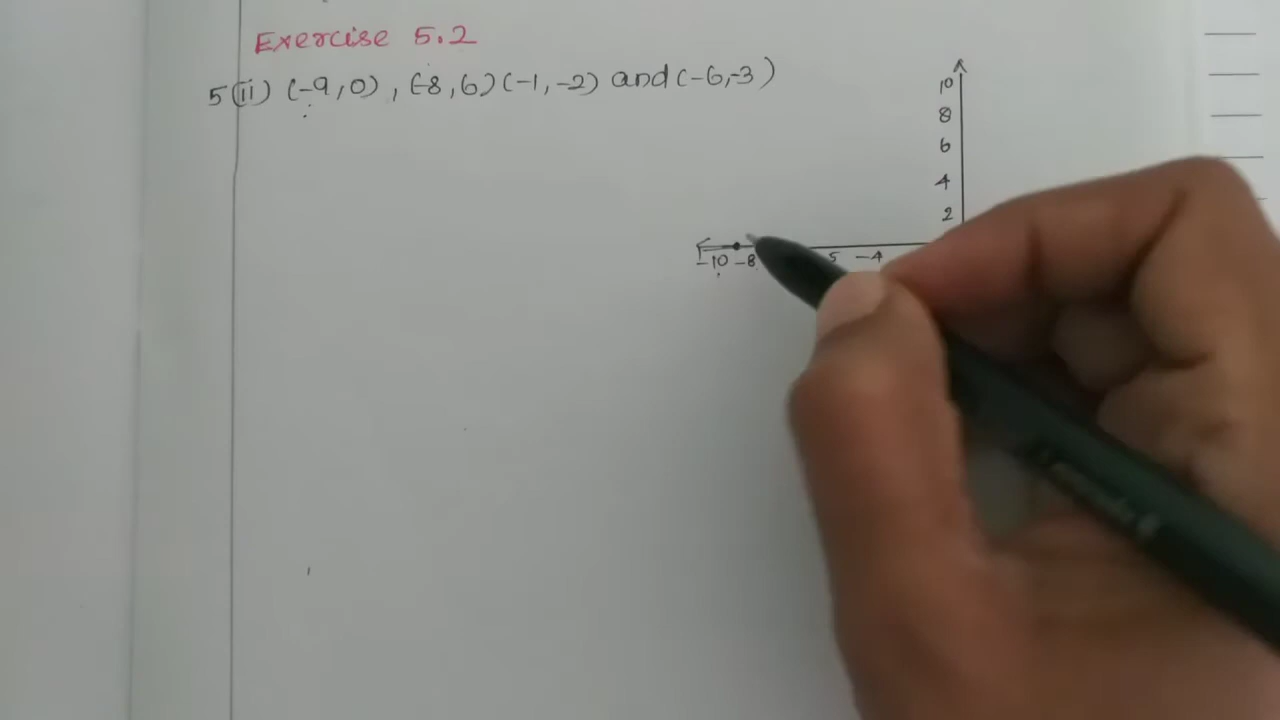 Exercise 5.2
5(ii) (-9,0), (-8,6)(-1,-2) and (-6,-3)
10
8
6
4
2
-10 -8 5 -4